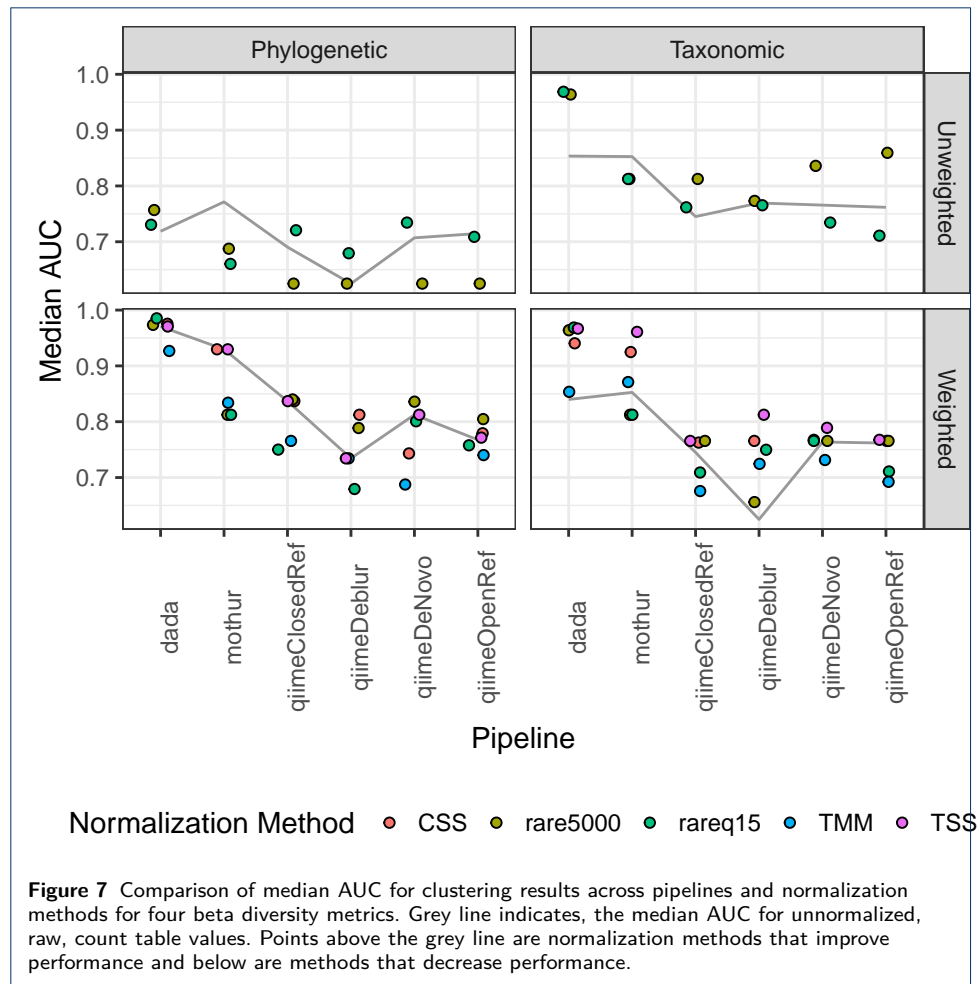 Phylogenetic
Taxonomic
Unweighted
Weighted
Median AUC
1.0
0.9
0.8
0.7
1.0
0.9
0.8
0.7
dada
mothur
qiimeClosedRef
qiimeDeblur
qiimeDeNovo
qiimeOpenRef
dada
mothur
qiimeClosedRef
qiimeDeblur
qiimeDeNovo
qiimeOpenRef
Pipeline
Normalization Method CSS rare5000 rareq15 TMM TSS
Figure 7 Comparison of median AUC for clustering results across pipelines and normalization
methods for four beta diversity metrics. Grey line indicates, the median AUC for unnormalized,
raw, count table values. Points above the grey line are normalization methods that improve
performance and below are methods that decrease performance.